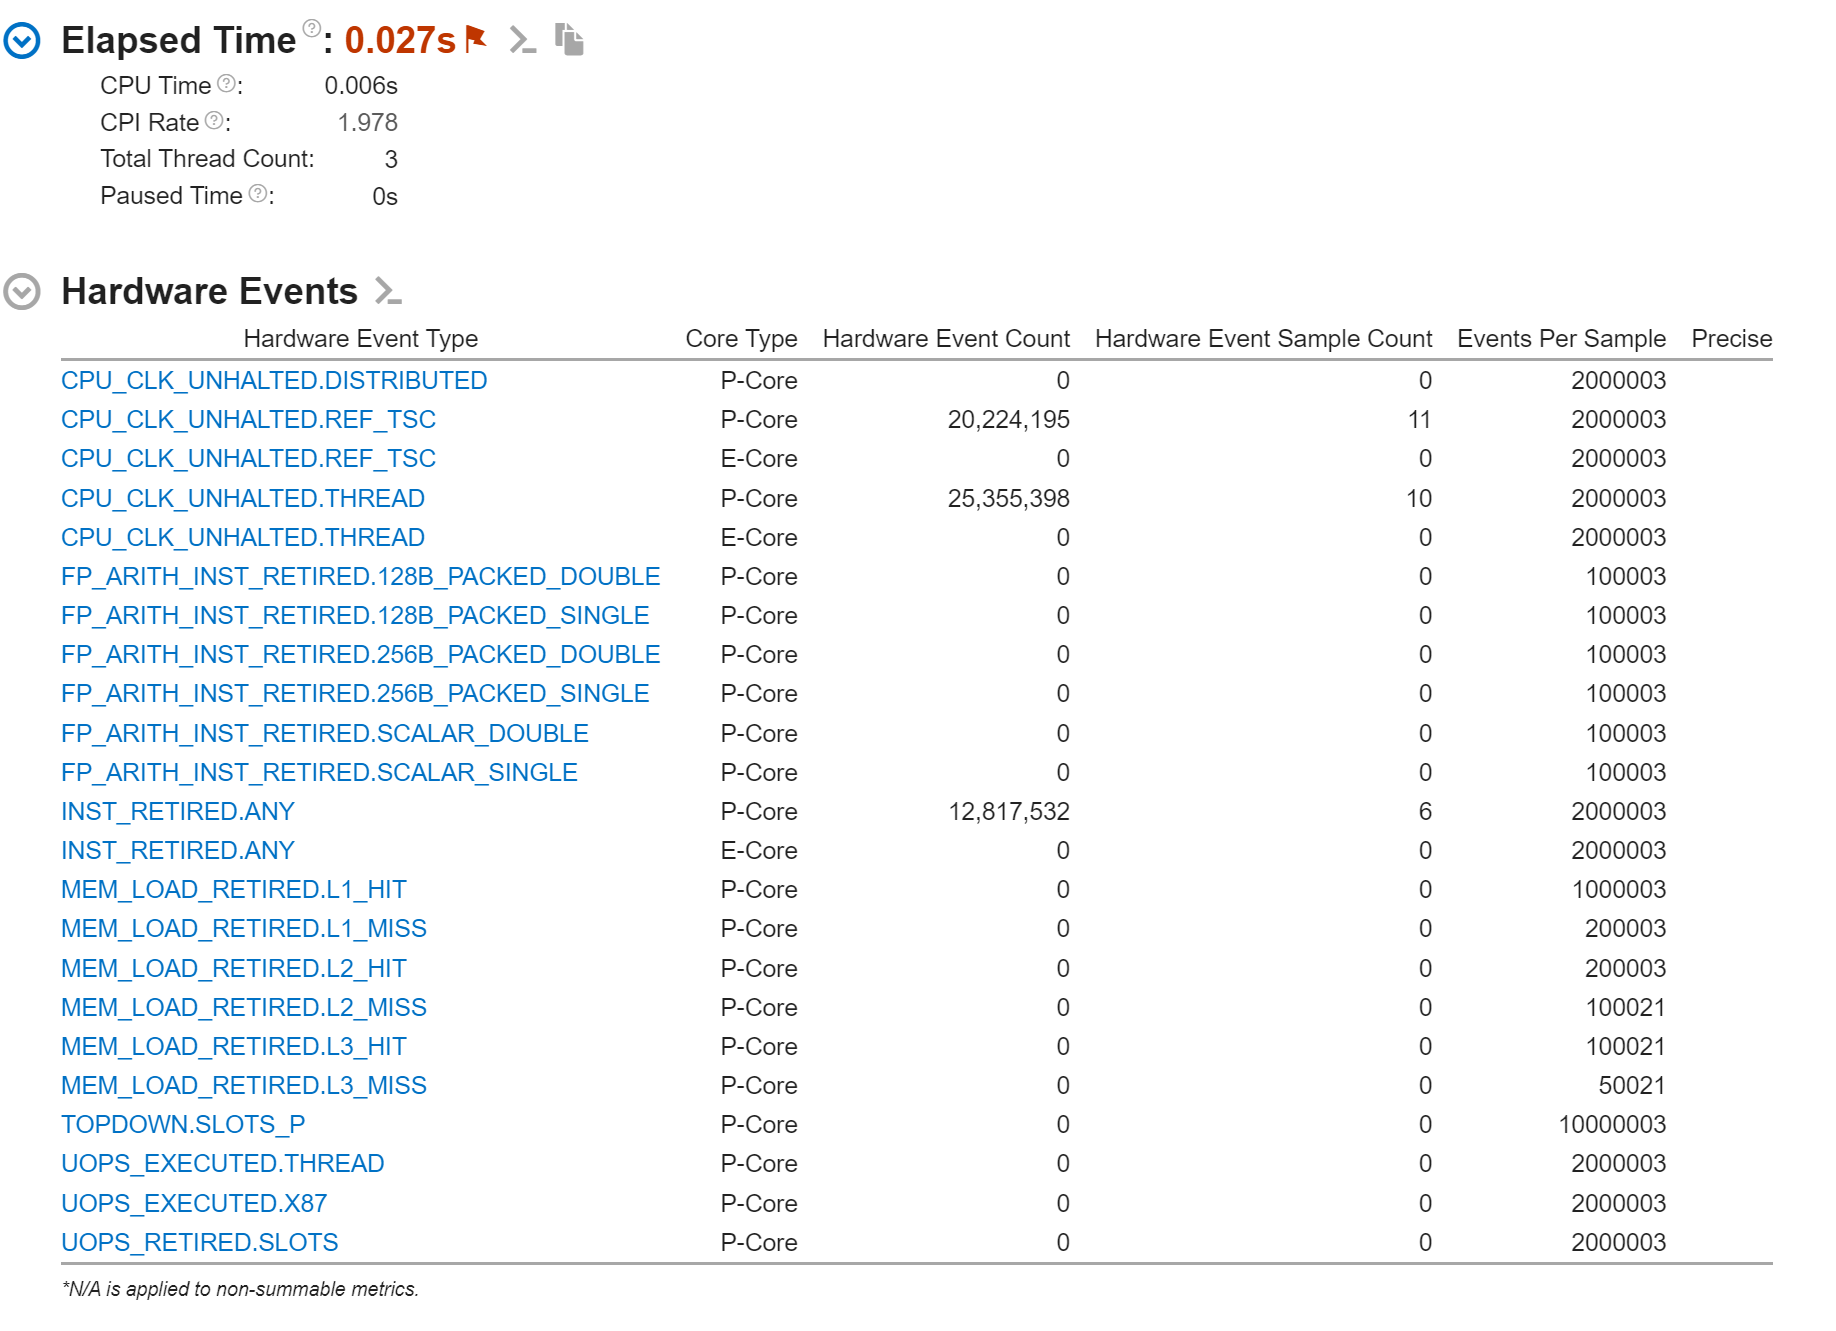 Elapsed Time ?: 0.027s
CPU Time ?: 0.006s
CPI Rate ?: 1.978
Total Thread Count: 3
Paused Time ?: 0s
Hardware Events
Hardware Event Type Core Type Hardware Event Count Hardware Event Sample Count Events Per Sample Precise
CPU_CLK_UNHALTED.DISTRIBUTED P-Core 0 0 2000003
CPU_CLK_UNHALTED.REF_TSC P-Core 20,224,195 11 2000003
CPU_CLK_UNHALTED.REF_TSC E-Core 0 0 2000003
CPU_CLK_UNHALTED.THREAD P-Core 25,355,398 10 2000003
CPU_CLK_UNHALTED.THREAD E-Core 0 0 2000003
FP_ARITH_INST_RETIRED.128B_PACKED_DOUBLE P-Core 0 0 100003
FP_ARITH_INST_RETIRED.128B_PACKED_SINGLE P-Core 0 0 100003
FP_ARITH_INST_RETIRED.256B_PACKED_DOUBLE P-Core 0 0 100003
FP_ARITH_INST_RETIRED.256B_PACKED_SINGLE P-Core 0 0 100003
FP_ARITH_INST_RETIRED.SCALAR_DOUBLE P-Core 0 0 100003
FP_ARITH_INST_RETIRED.SCALAR_SINGLE P-Core 0 0 100003
INST_RETIRED.ANY P-Core 12,817,532 6 2000003
INST_RETIRED.ANY E-Core 0 0 2000003
MEM_LOAD_RETIRED.L1_HIT P-Core 0 0 1000003
MEM_LOAD_RETIRED.L1_MISS P-Core 0 0 200003
MEM_LOAD_RETIRED.L2_HIT P-Core 0 0 200003
MEM_LOAD_RETIRED.L2_MISS P-Core 0 0 100021
MEM_LOAD_RETIRED.L3_HIT P-Core 0 0 100021
MEM_LOAD_RETIRED.L3_MISS P-Core 0 0 50021
TOPDOWN.SLOTS_P P-Core 0 0 10000003
UOPS_EXECUTED.THREAD P-Core 0 0 2000003
UOPS_EXECUTED.X87 P-Core 0 0 2000003
UOPS_RETIRED.SLOTS P-Core 0 0 2000003
*N/A is applied to non-summable metrics.